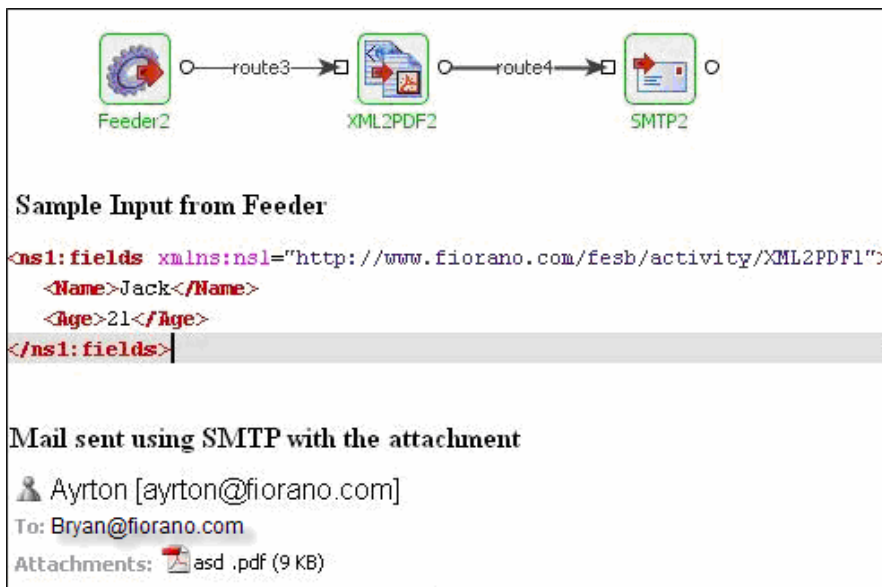 route3 route4
Feeder2 XML2PDF2 SMTP2
Sample Input from Feeder
<ns1:fields xmlns:ns1="http://www.fiorano.com/fesb/activity/XML2PDF1">
<Name>Jack</Name>
<Age>21</Age>
</ns1:fields>
Mail sent using SMTP with the attachment
Ayrton [ayrton@fiorano.com]
To: Bryan@fiorano.com
Attachments: asd .pdf (9 KB)